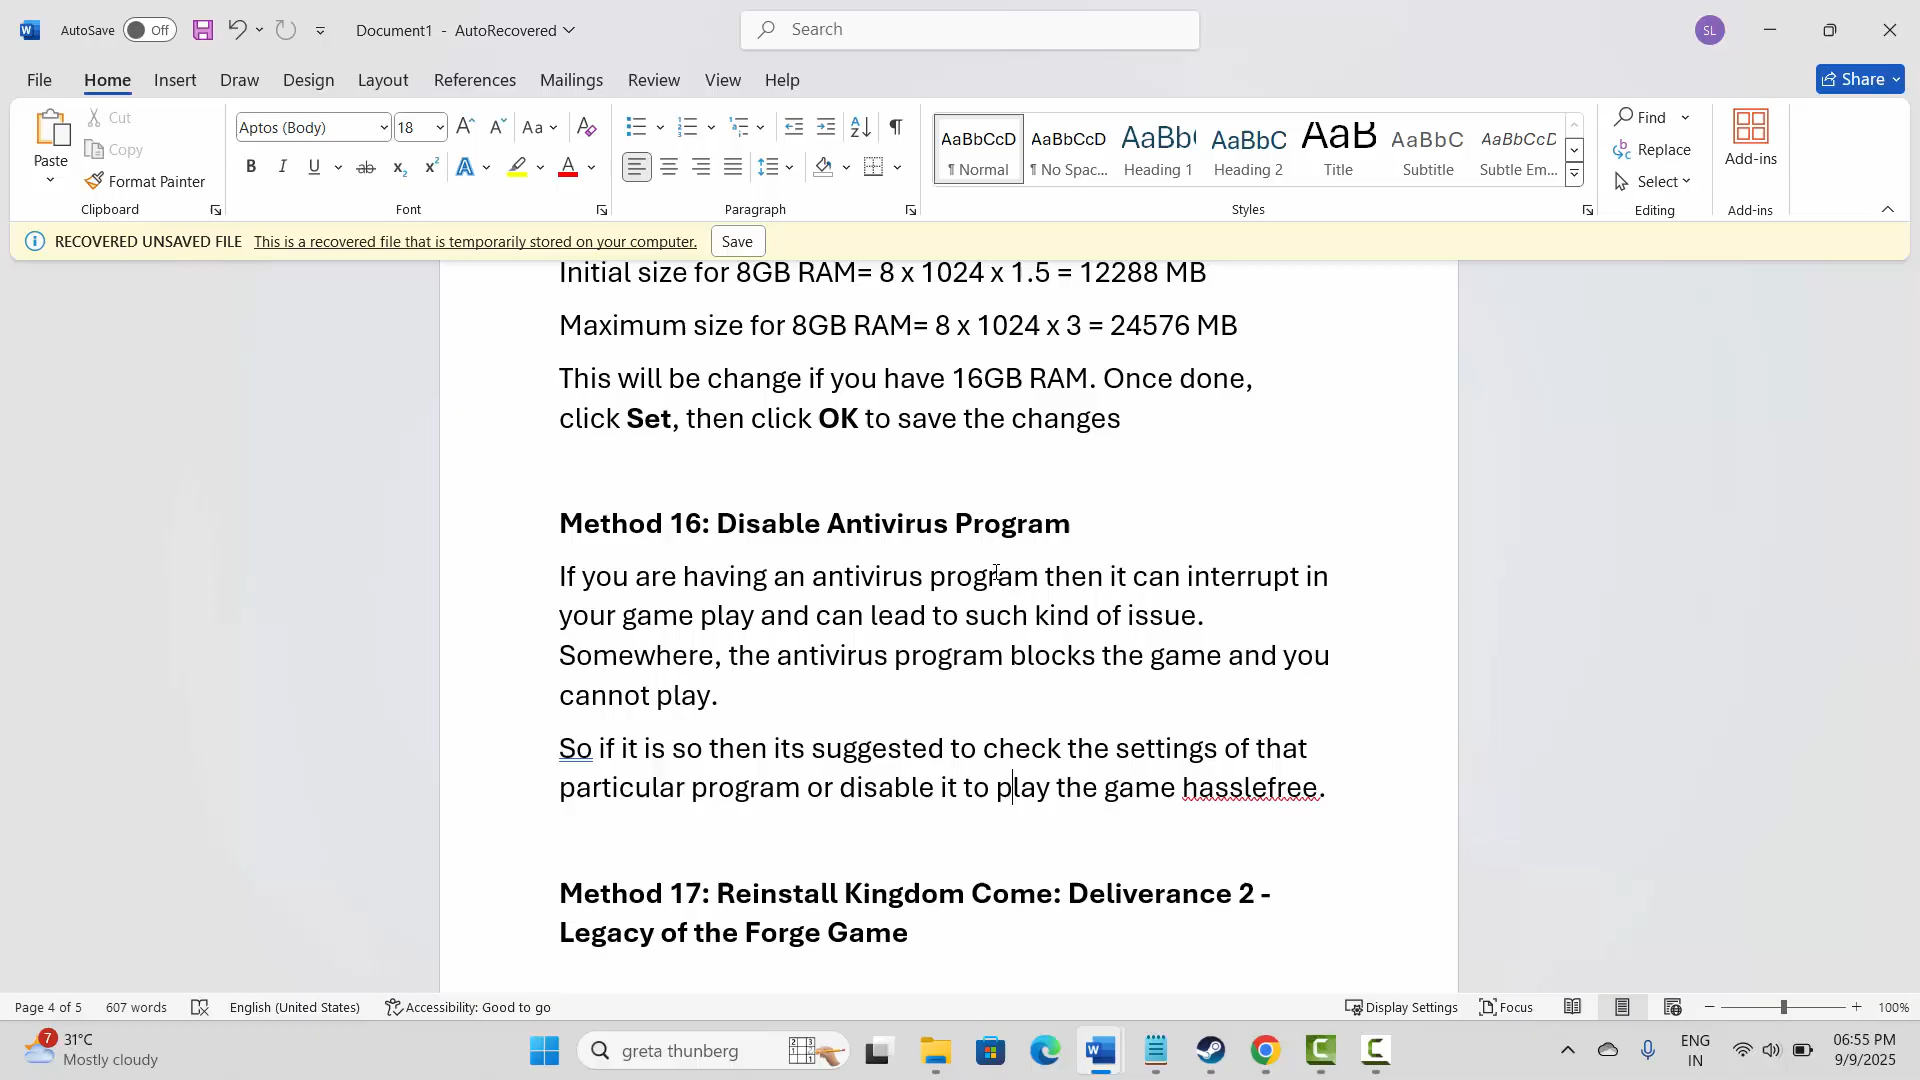 AutoSave Off Document1 - AutoRecovered Search SL
File Home Insert Draw Design Layout References Mailings Review View Help Share
Paste Cut Copy Format Painter
Aptos (Body) 18
AaBbCcD ¶ Normal
AaBbCcD ¶ No Spac...
AaBb( Heading 1
AaBbC Heading 2
AaB Title
AaBbC Subtitle
AaBbCcD Subtle Em...
Find Replace Select
Add-ins
Clipboard Font Paragraph Styles Editing Add-ins
RECOVERED UNSAVED FILE This is a recovered file that is temporarily stored on your computer. Save
Initial size for 8GB RAM= 8 x 1024 x 1.5 = 12288 MB
Maximum size for 8GB RAM= 8 x 1024 x 3 = 24576 MB
This will be change if you have 16GB RAM. Once done,
click Set, then click OK to save the changes
Method 16: Disable Antivirus Program
If you are having an antivirus program then it can interrupt in
your game play and can lead to such kind of issue.
Somewhere, the antivirus program blocks the game and you
cannot play.
So if it is so then its suggested to check the settings of that
particular program or disable it to play the game hasslefree.
Method 17: Reinstall Kingdom Come: Deliverance 2 -
Legacy of the Forge Game
Page 4 of 5 607 words English (United States) Accessibility: Good to go Display Settings Focus 100%
7 31°C
Mostly cloudy
greta thunberg
ENG
IN
06:55 PM
9/9/2025